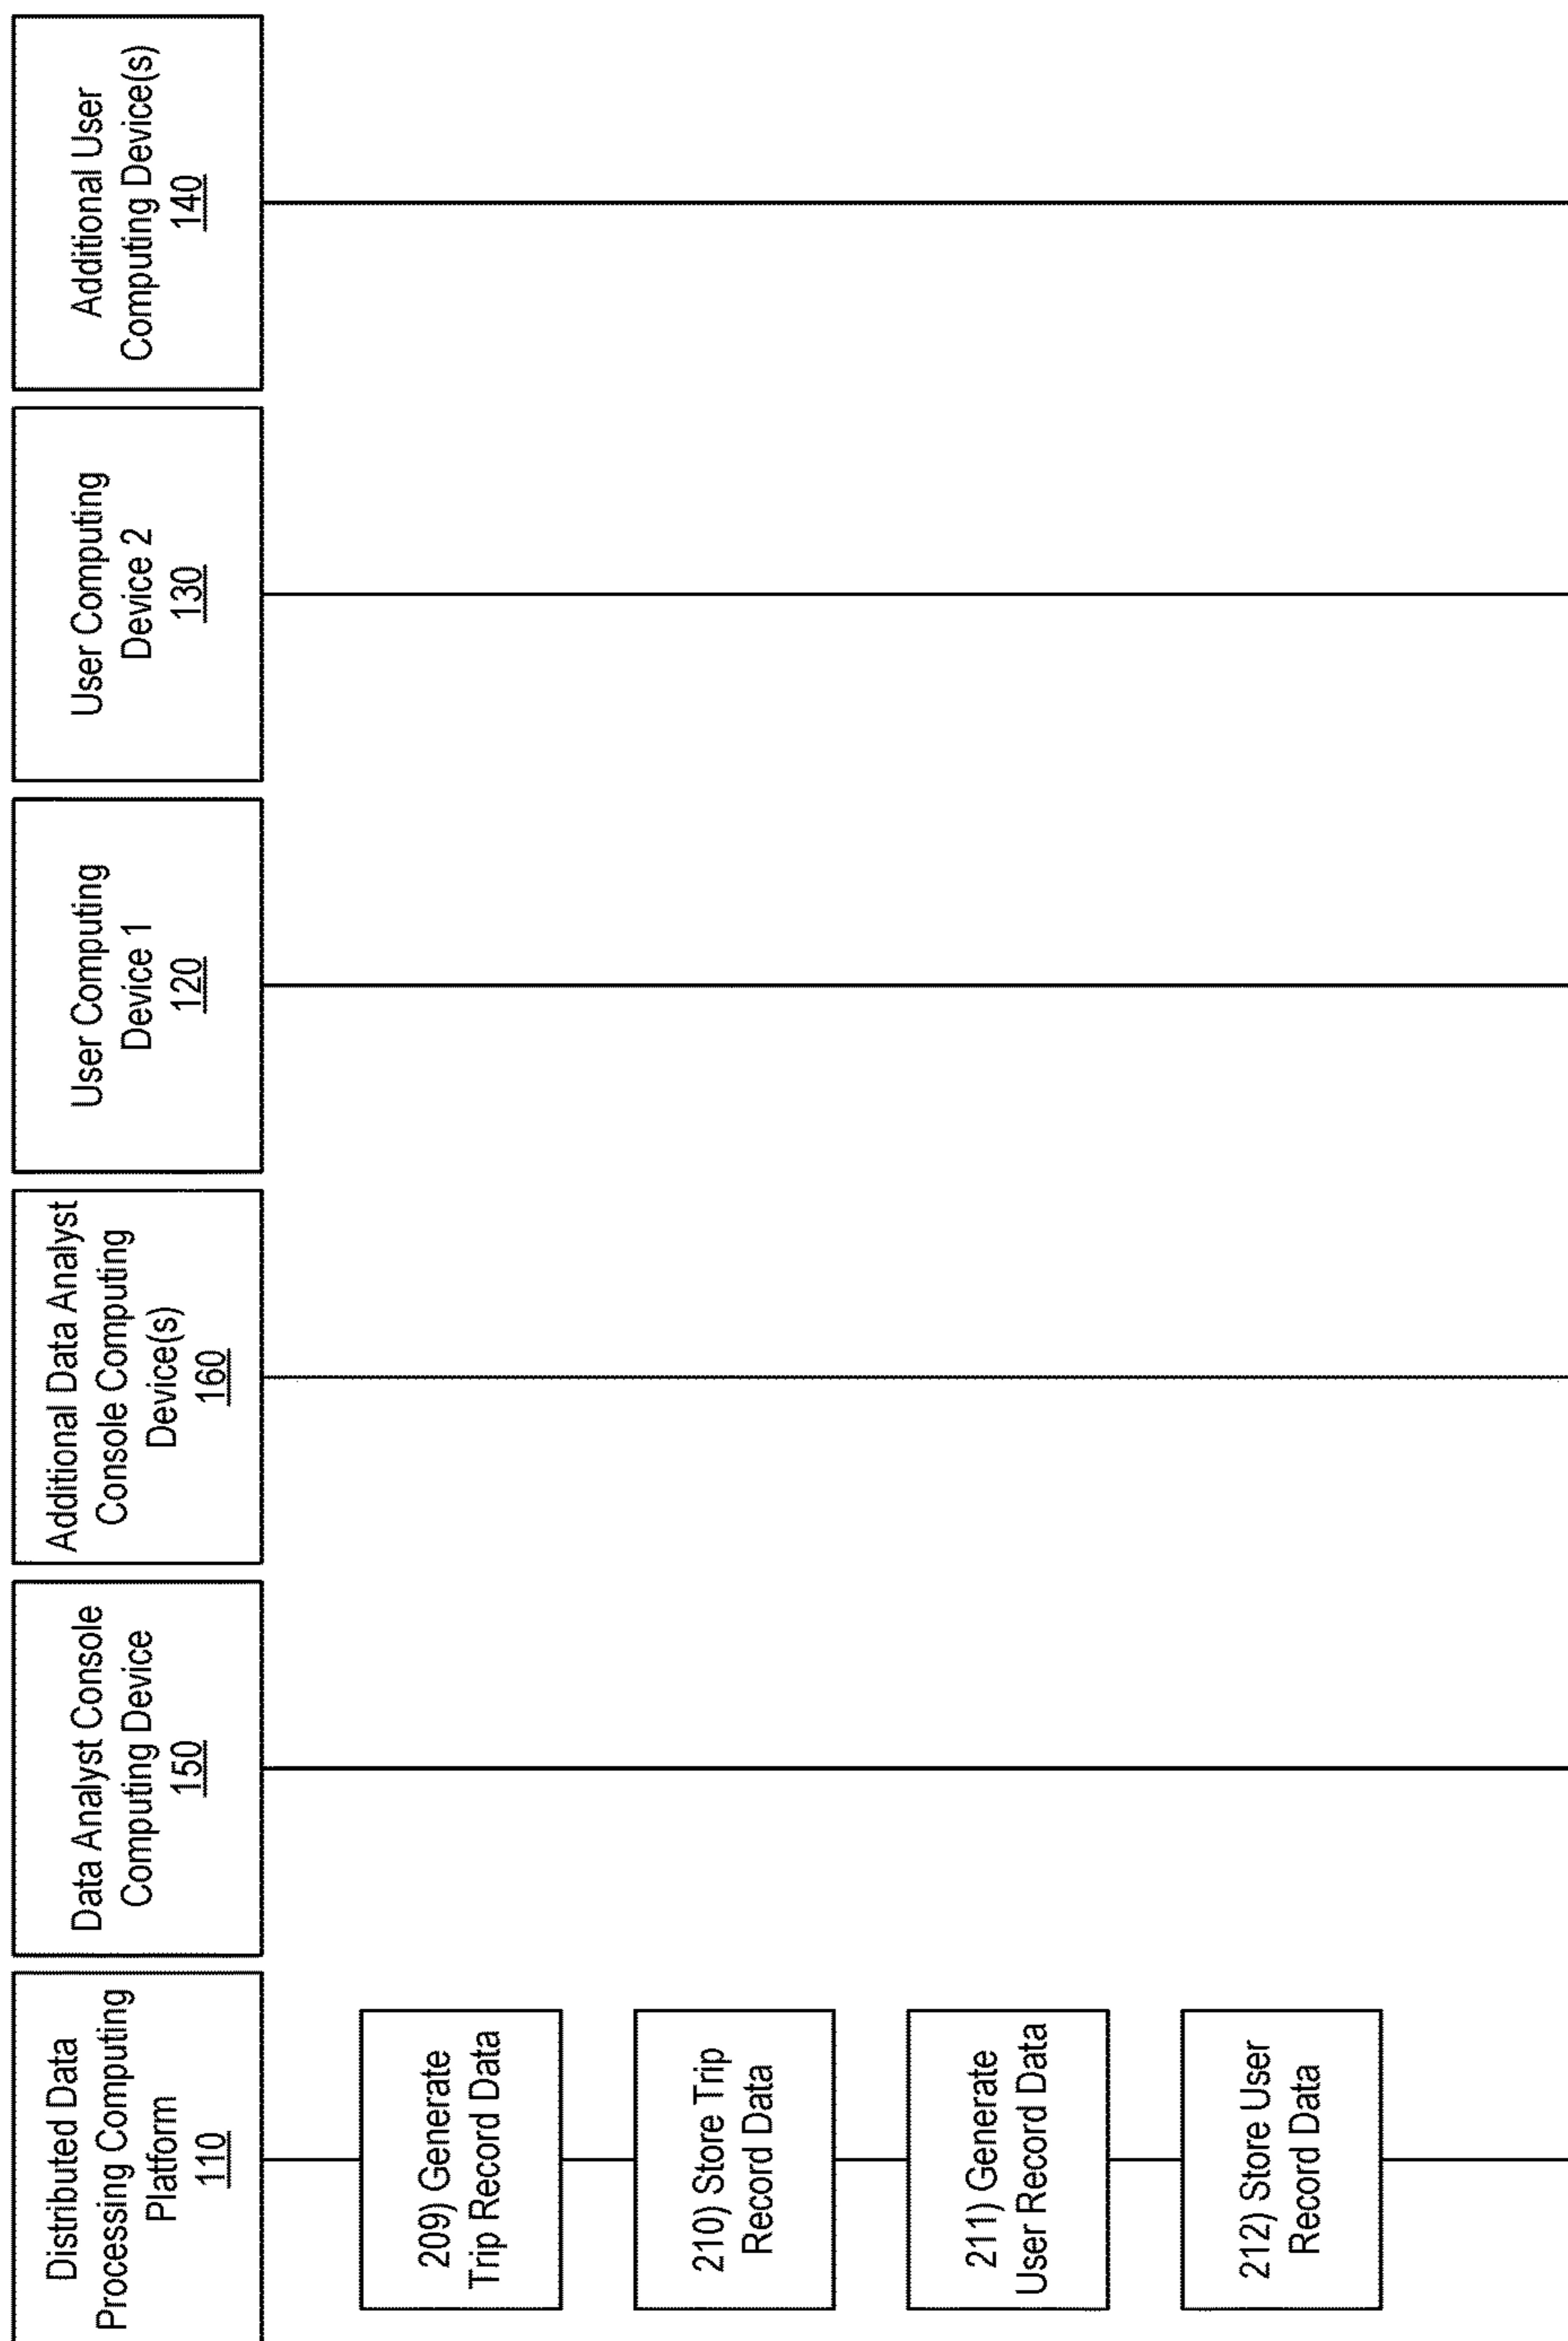 Distributed Data
Processing Computing
Platform
110
Data Analyst Console
Computing Device
150
Additional Data Analyst
Console Computing
Device(s)
160
User Computing
Device 1
120
User Computing
Device 2
130
Additional User
Computing Device(s)
140
209) Generate
Trip Record Data
210) Store Trip
Record Data
211) Generate
User Record Data
212) Store User
Record Data